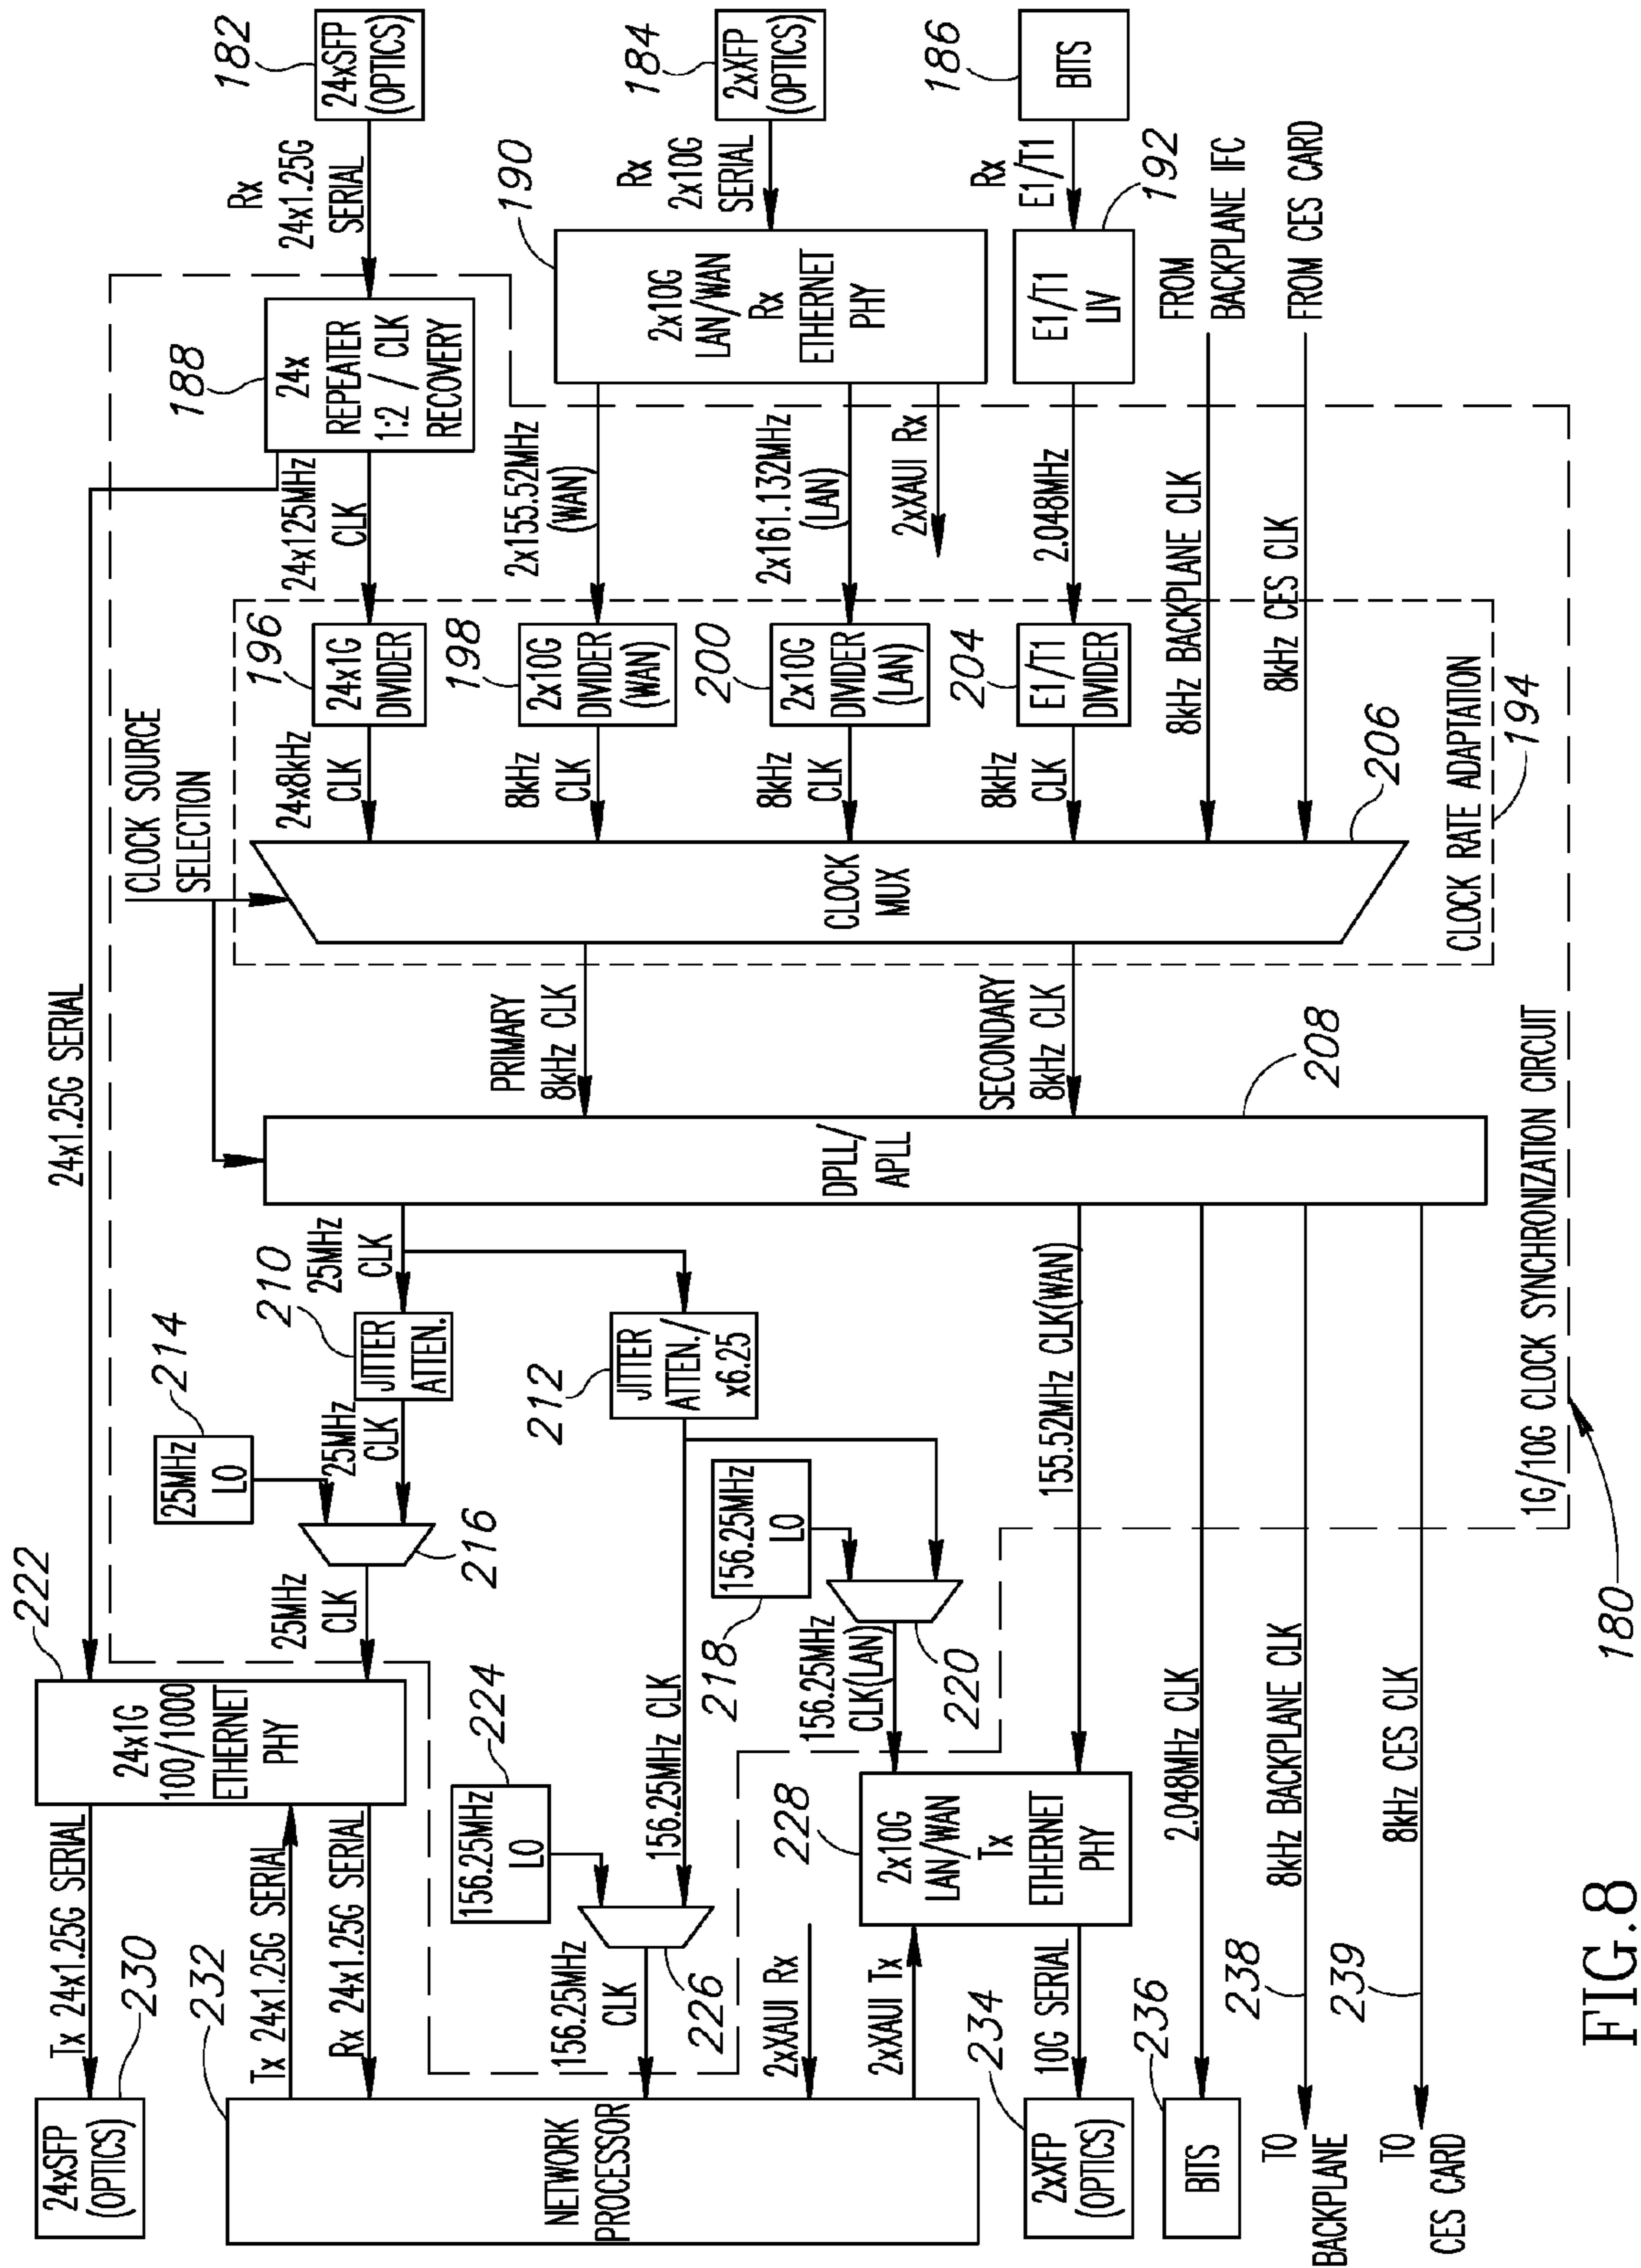 182
24xSFP
(OPTICS)
Rx
24x1.25G
SERIAL
184
2xXFP
(OPTICS)
Rx
2x10G
SERIAL
186
BITS
Rx
E1/T1
188
24x
REPEATER
1:2 / CLK
RECOVERY
190
2x10G
LAN/WAN
Rx
ETHERNET
PHY
192
E1/T1
LIV
FROM
BACKPLANE IFC
FROM CES CARD
24x125MHz
CLK
2x155.52MHz
(WAN)
2x161.132MHz
(LAN)
2xXAUI Rx
2.048MHz
8kHz BACKPLANE CLK
8kHz CES CLK
196
24x1G
DIVIDER
198
2x10G
DIVIDER
(WAN)
200
2x10G
DIVIDER
(LAN)
204
E1/T1
DIVIDER
CLOCK SOURCE
SELECTION
24x8kHz
CLK
8kHz
CLK
8kHz
CLK
8kHz
CLK
206
CLOCK
MUX
CLOCK RATE ADAPTATION
194
24x1.25G SERIAL
PRIMARY
8kHz CLK
SECONDARY
8kHz CLK
208
DPLL/
APLL
1G/10G CLOCK SYNCHRONIZATION CIRCUIT
180
25MHz
CLK
210
JITTER
ATTEN.
212
JITTER
ATTEN./
x6.25
155.52MHz CLK(WAN)
214
25MHz
LO
25MHz
CLK
216
25MHz
CLK
156.25MHz
LO
218
220
156.25MHz
CLK(LAN)
156.25MHz CLK
222
24x1G
100/1000
ETHERNET
PHY
224
156.25MHz
LO
226
156.25MHz
CLK
228
2x10G
LAN/WAN
Tx
ETHERNET
PHY
2.048MHz CLK
8kHz BACKPLANE CLK
8kHz CES CLK
Tx 24x1.25G SERIAL
Tx 24x1.25G SERIAL
Rx 24x1.25G SERIAL
2xXAUI Rx
2xXAUI Tx
10G SERIAL
230
24xSFP
(OPTICS)
232
NETWORK
PROCESSOR
234
2xXFP
(OPTICS)
236
BITS
238
TO
BACKPLANE
239
TO
CES CARD
FIG.8